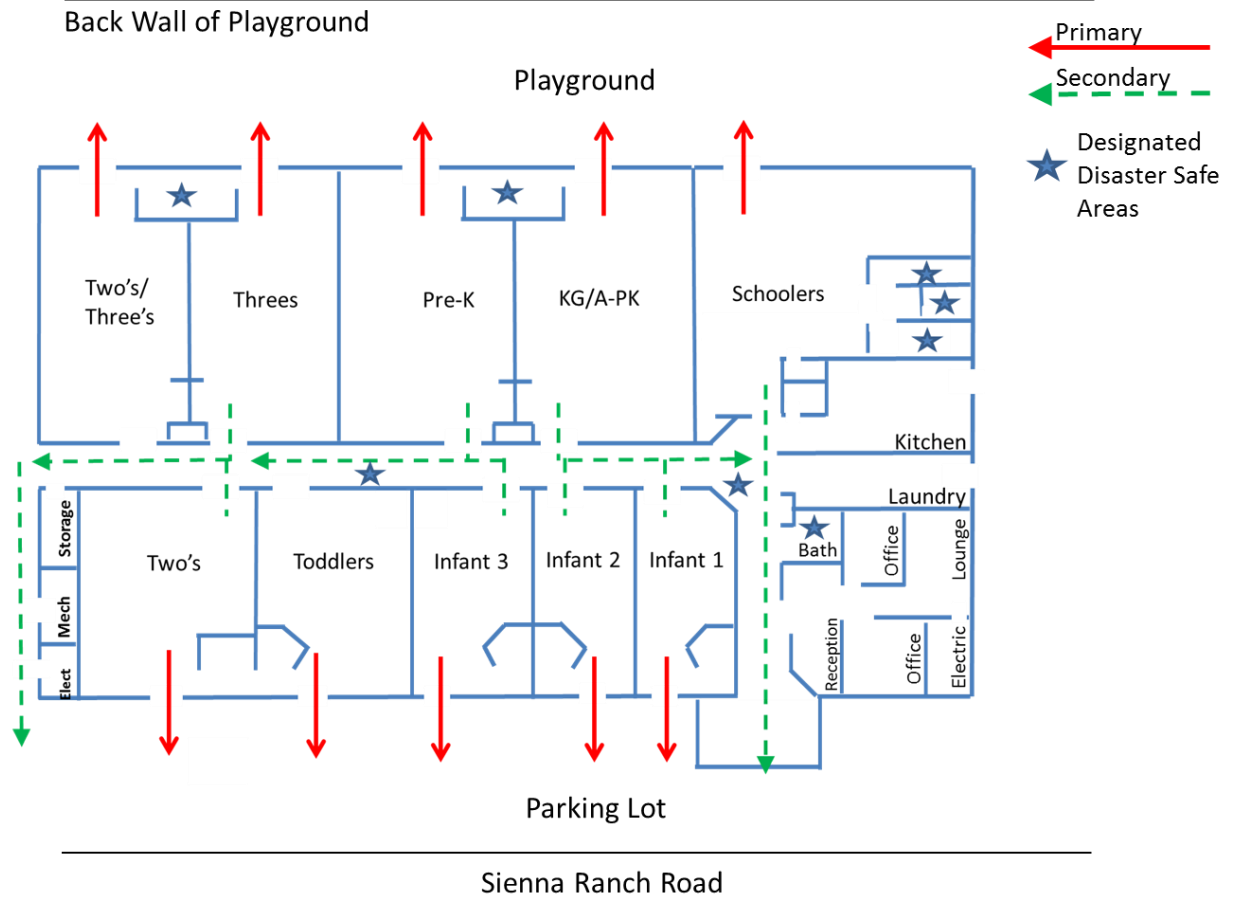 Back Wall of Playground
Primary
Secondary
Playground
Designated
Disaster Safe
Areas
Two's/
Three's
Threes
Pre-K
KG/A-PK
Schoolers
Kitchen
Laundry
Storage
Mech
Elect
Two's
Toddlers
Infant 3
Infant 2
Infant 1
Bath
Office
Lounge
Reception
Office
Electric
Parking Lot
Sienna Ranch Road